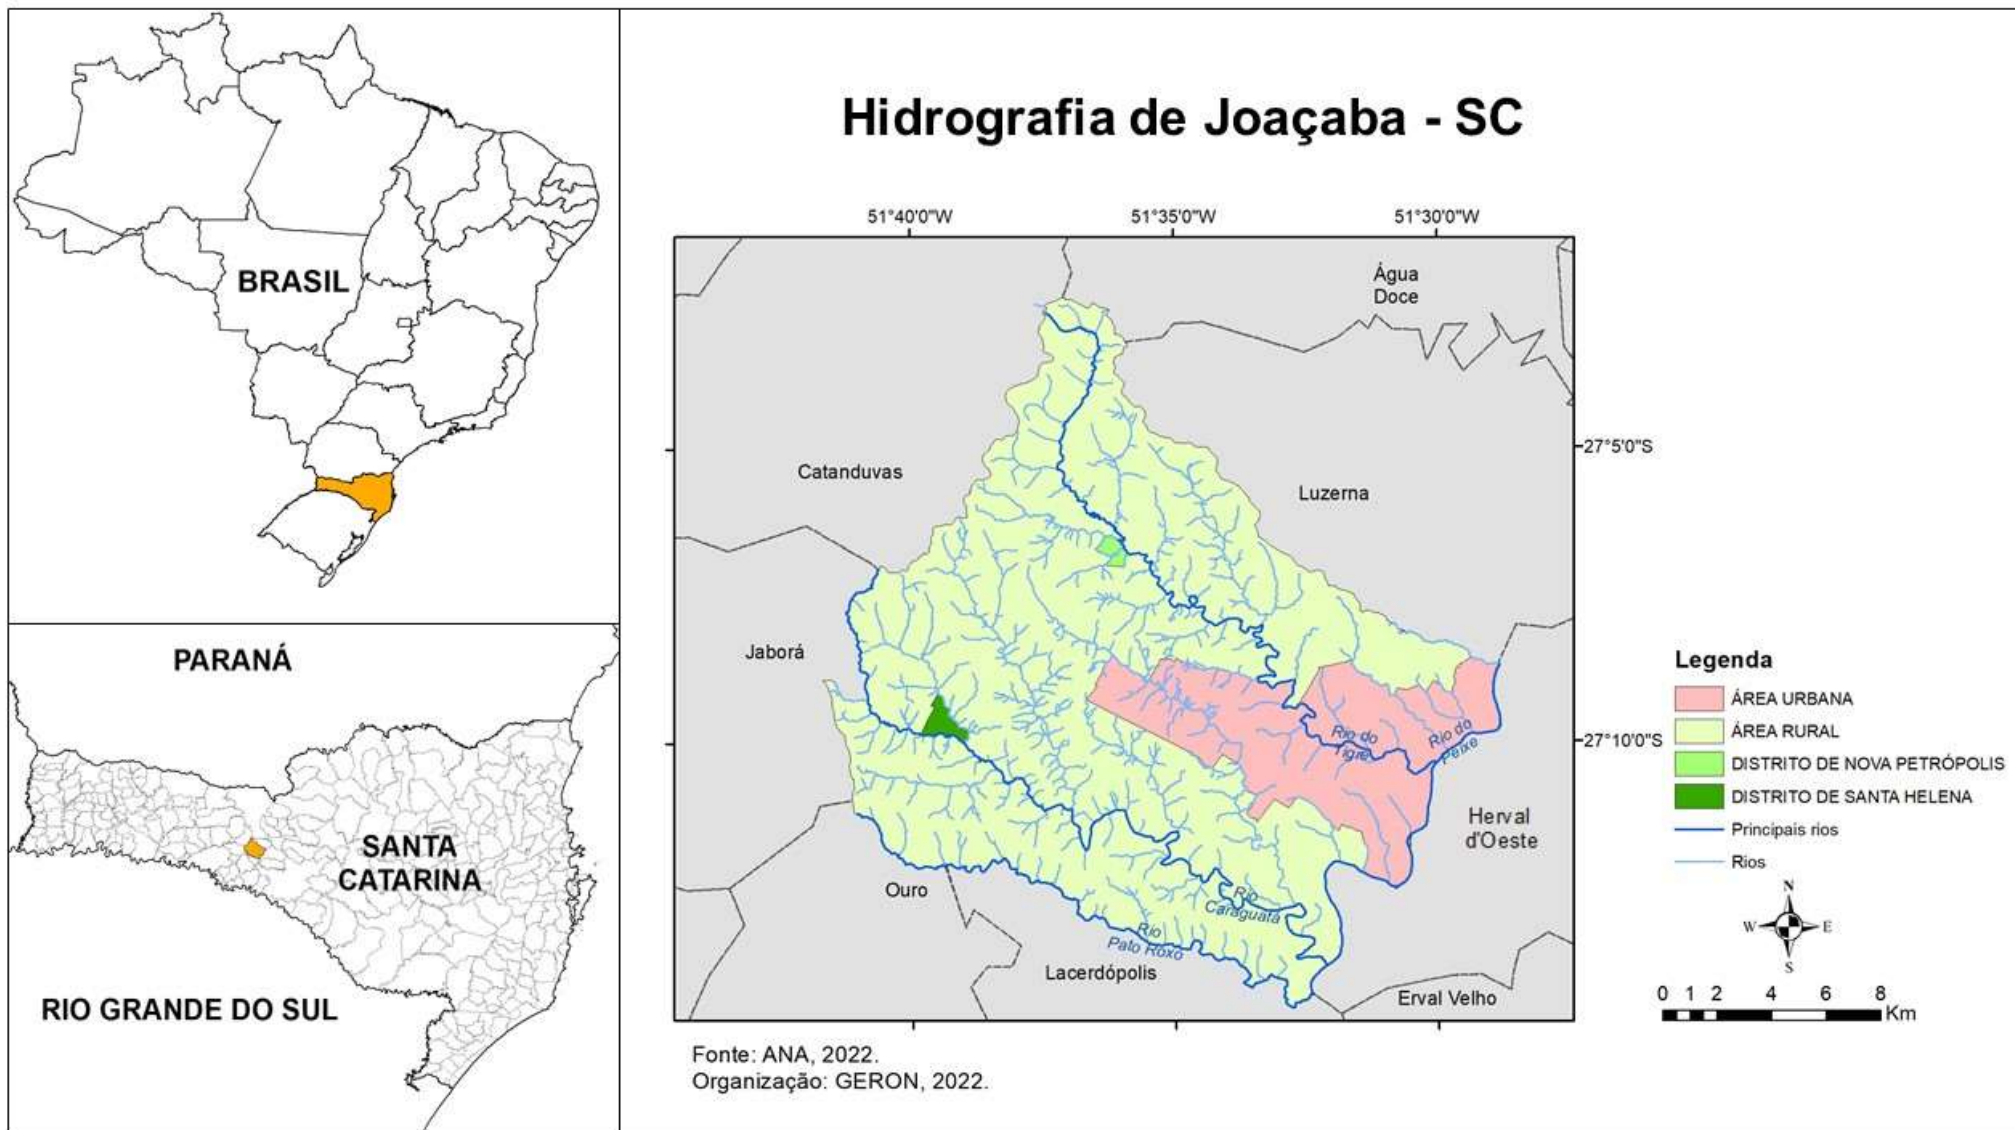 BRASIL
PARANÁ
SANTA
CATARINA
RIO GRANDE DO SUL
Hidrografia de Joaçaba - SC
51°40'0"W
51°35'0"W
51°30'0"W
Água
Doce
27°5'0"S
Catanduvas
Luzerna
Jaborá
Rio do
Tigre
Rio do
Peixe
27°10'0"S
Herval
d'Oeste
Ouro
Rio
Caraguatá
Rio
Pato Roxo
Lacerdópolis
Erval Velho
Legenda
ÁREA URBANA
ÁREA RURAL
DISTRITO DE NOVA PETRÓPOLIS
DISTRITO DE SANTA HELENA
Principais rios
Rios
N
W E
S
0 1 2 4 6 8
Km
Fonte: ANA, 2022.
Organização: GERON, 2022.